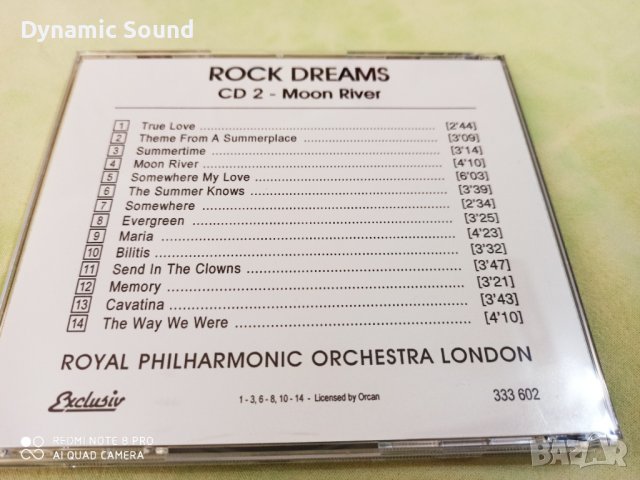 Dynamic Sound
ROCK DREAMS
CD 2 - Moon River
1 True Love [2'44]
2 Theme From A Summerplace [3'09]
3 Summertime [3'14]
4 Moon River [4'10]
5 Somewhere My Love [6'03]
6 The Summer Knows [3'39]
7 Somewhere [2'34]
8 Evergreen [3'25]
9 Maria [4'23]
10 Bilitis [3'32]
11 Send In The Clowns [3'47]
12 Memory [3'21]
13 Cavatina [3'43]
14 The Way We Were [4'10]
ROYAL PHILHARMONIC ORCHESTRA LONDON
Exclusiv 1 - 3, 6 - 8, 10 - 14 - Licensed by Orcan 333 602
REDMI NOTE 8 PRO
AI QUAD CAMERA
BAZAR